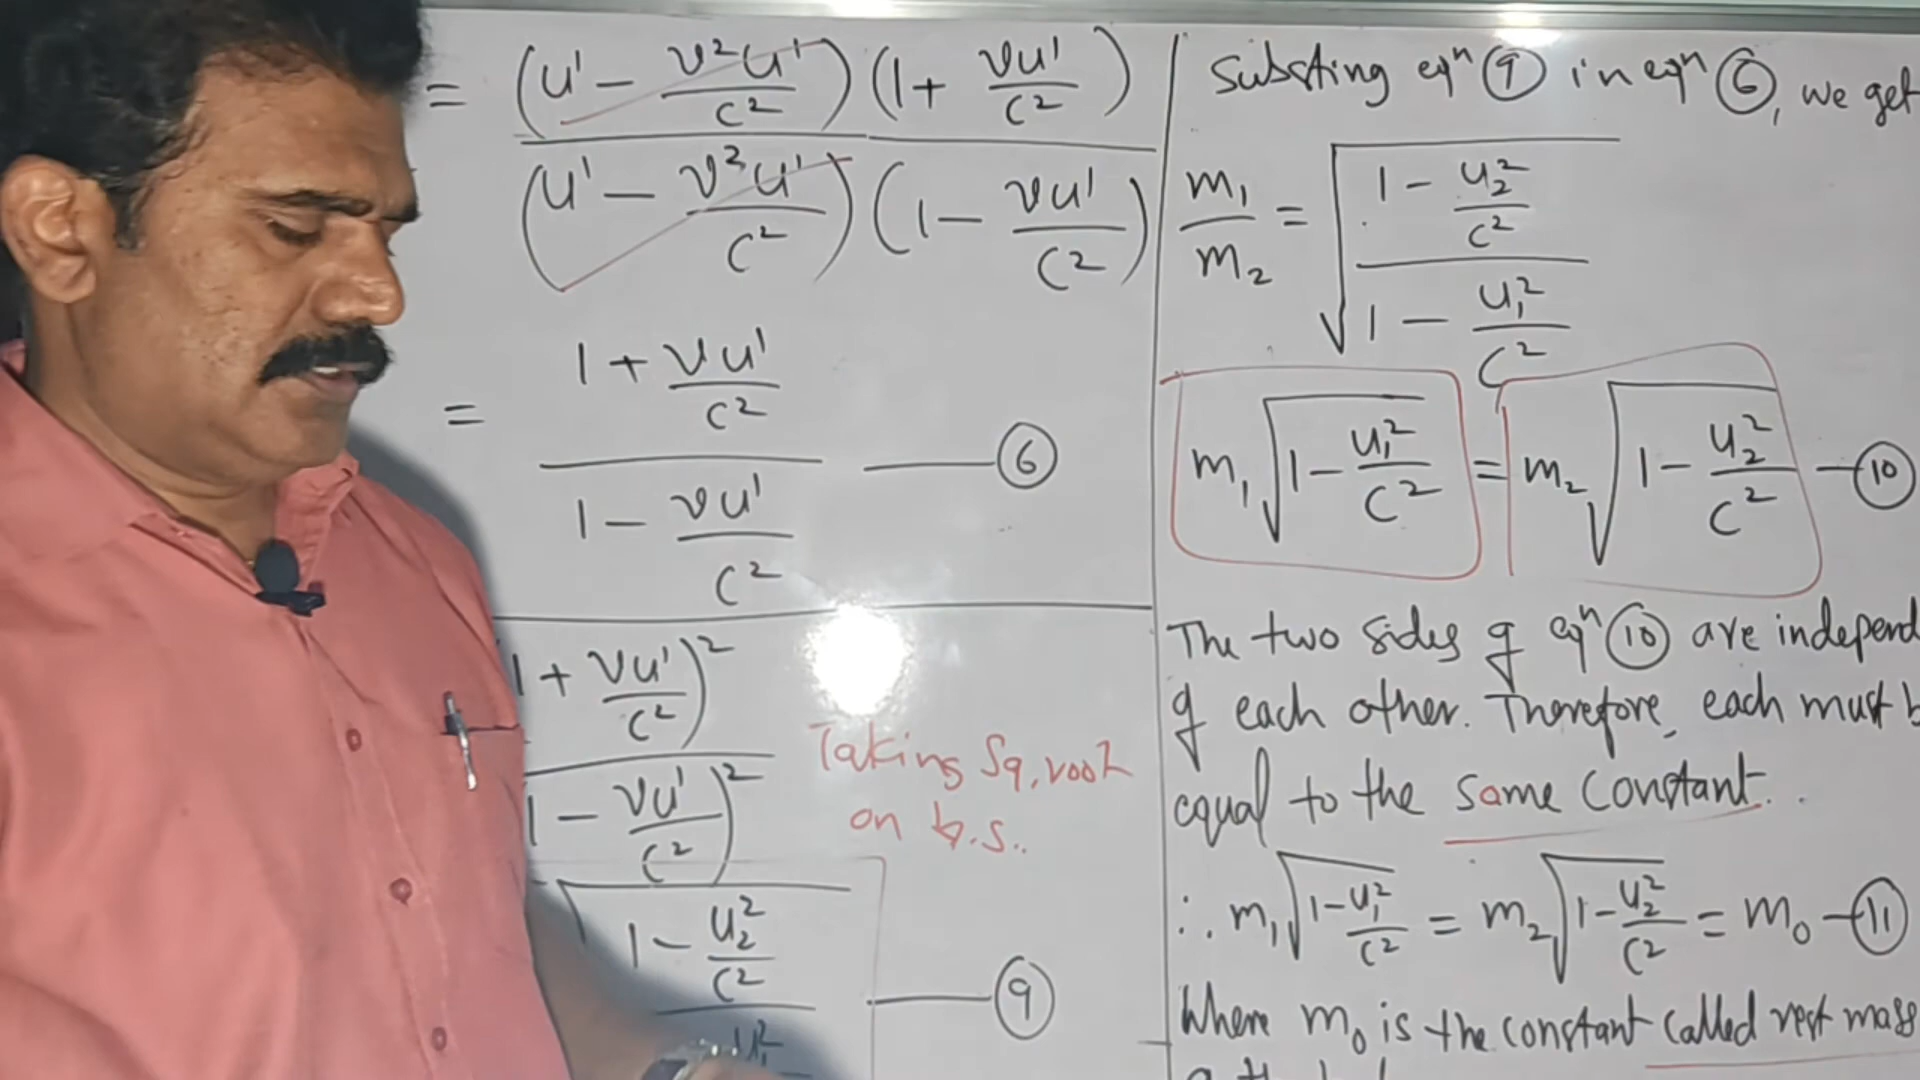 = (u' - v²u'/c²)(1 + vu'/c²)
(u' - v²u'/c²)(1 - vu'/c²)
= 1 + vu'/c²
1 - vu'/c² —— ⑥
1 + vu'/c²)²
1 - vu'/c²)²
Taking Sq, root
on b.s..
√ 1 - u₂²/c²
u₁² —— ⑨
Substing eqⁿ ⑨ in eqⁿ ⑥, we get
m₁/m₂ = √((1 - u₂²/c²)/(1 - u₁²/c²))
m₁√(1 - u₁²/c²) = m₂√(1 - u₂²/c²) — ⑩
The two sides of eqⁿ ⑩ are independ
of each other. Therefore, each must b
equal to the same constant..
∴ m₁√(1 - u₁²/c²) = m₂√(1 - u₂²/c²) = m₀ — ⑪
Where m₀ is the constant called rest mass